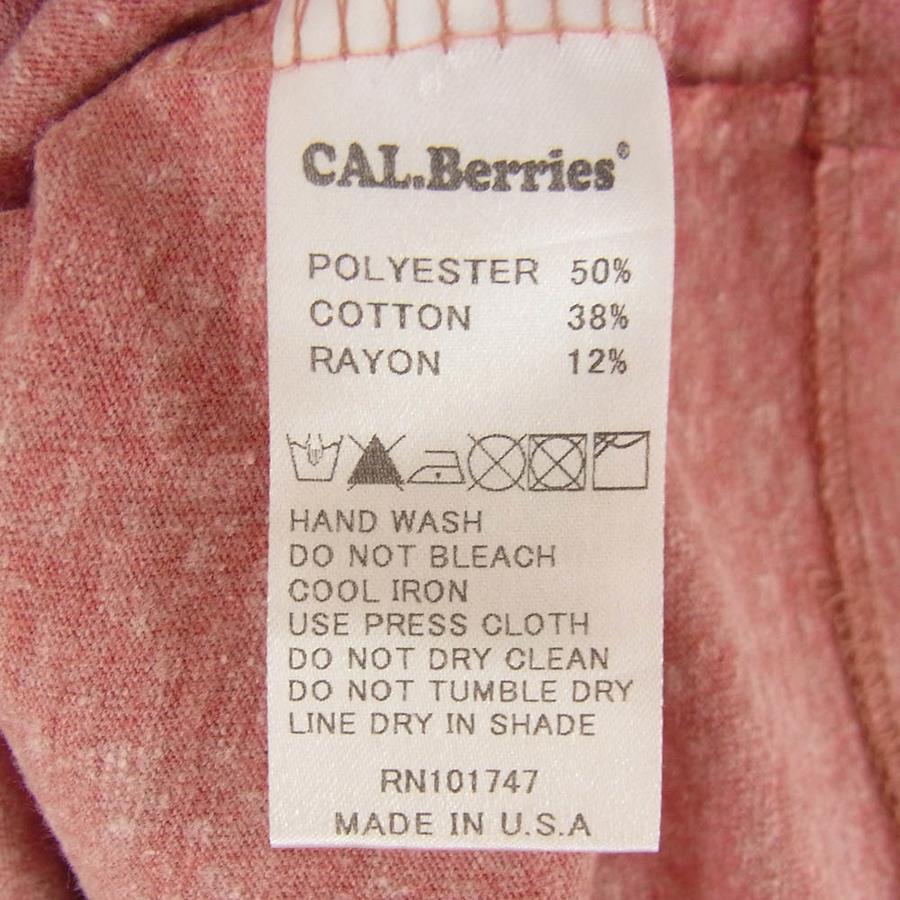 CAL.Berries®
POLYESTER 50%
COTTON 38%
RAYON 12%
HAND WASH
DO NOT BLEACH
COOL IRON
USE PRESS CLOTH
DO NOT DRY CLEAN
DO NOT TUMBLE DRY
LINE DRY IN SHADE
RN101747
MADE IN U.S.A